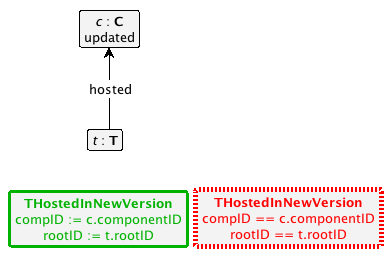 c : C
updated
hosted
t : T
THostedInNewVersion
compID := c.componentID
rootID := t.rootID
THostedInNewVersion
compID == c.componentID
rootID == t.rootID